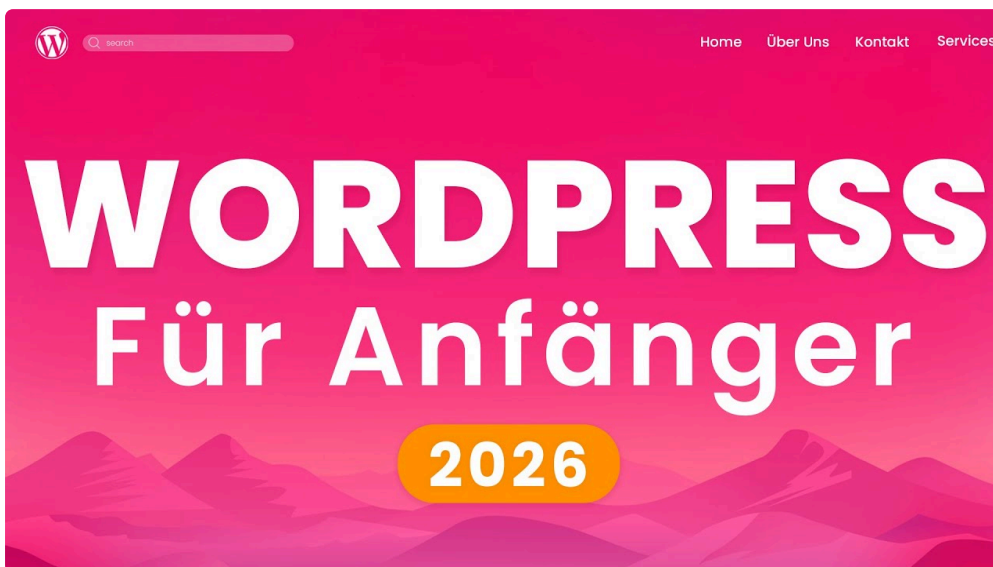 search
Home Über Uns Kontakt Services
WORDPRESS
Für Anfänger
2026